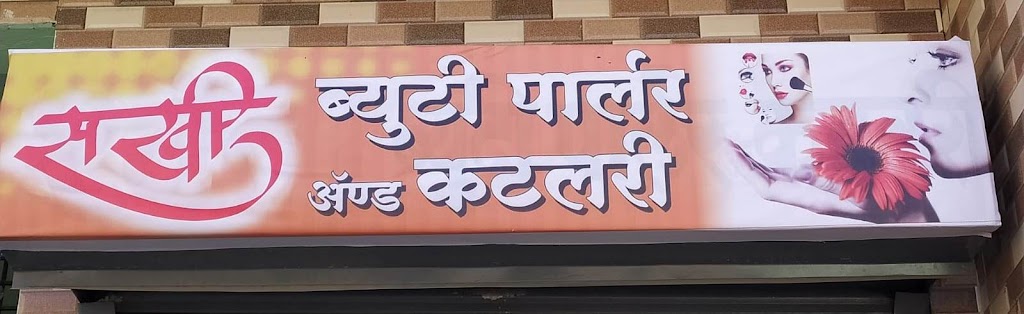 सखी
ब्युटी पार्लर
ॲण्ड कटलरी